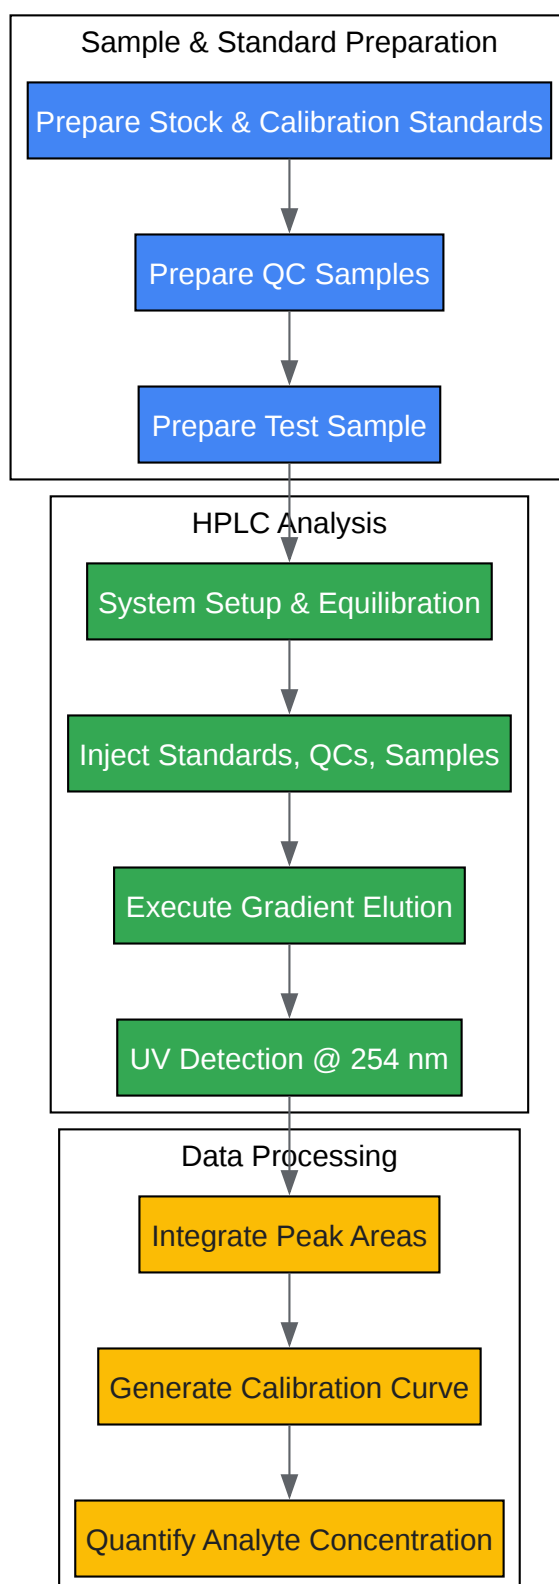 Sample & Standard Preparation
Prepare Stock & Calibration Standards
Prepare QC Samples
Prepare Test Sample
HPLC Analysis
System Setup & Equilibration
Inject Standards, QCs, Samples
Execute Gradient Elution
UV Detection @ 254 nm
Data Processing
Integrate Peak Areas
Generate Calibration Curve
Quantify Analyte Concentration